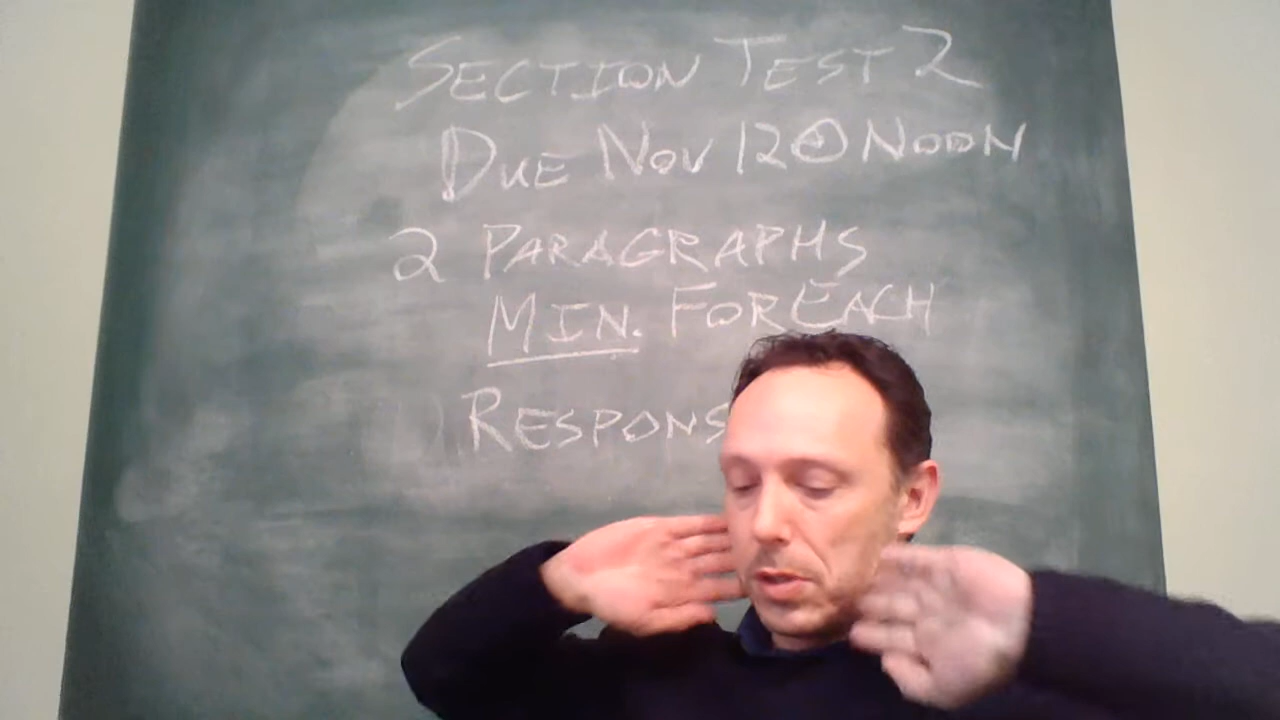 SECTION TEST 2
DUE NOV 12 @ NOON
2 PARAGRAPHS
MIN. FOR EACH
RESPONS